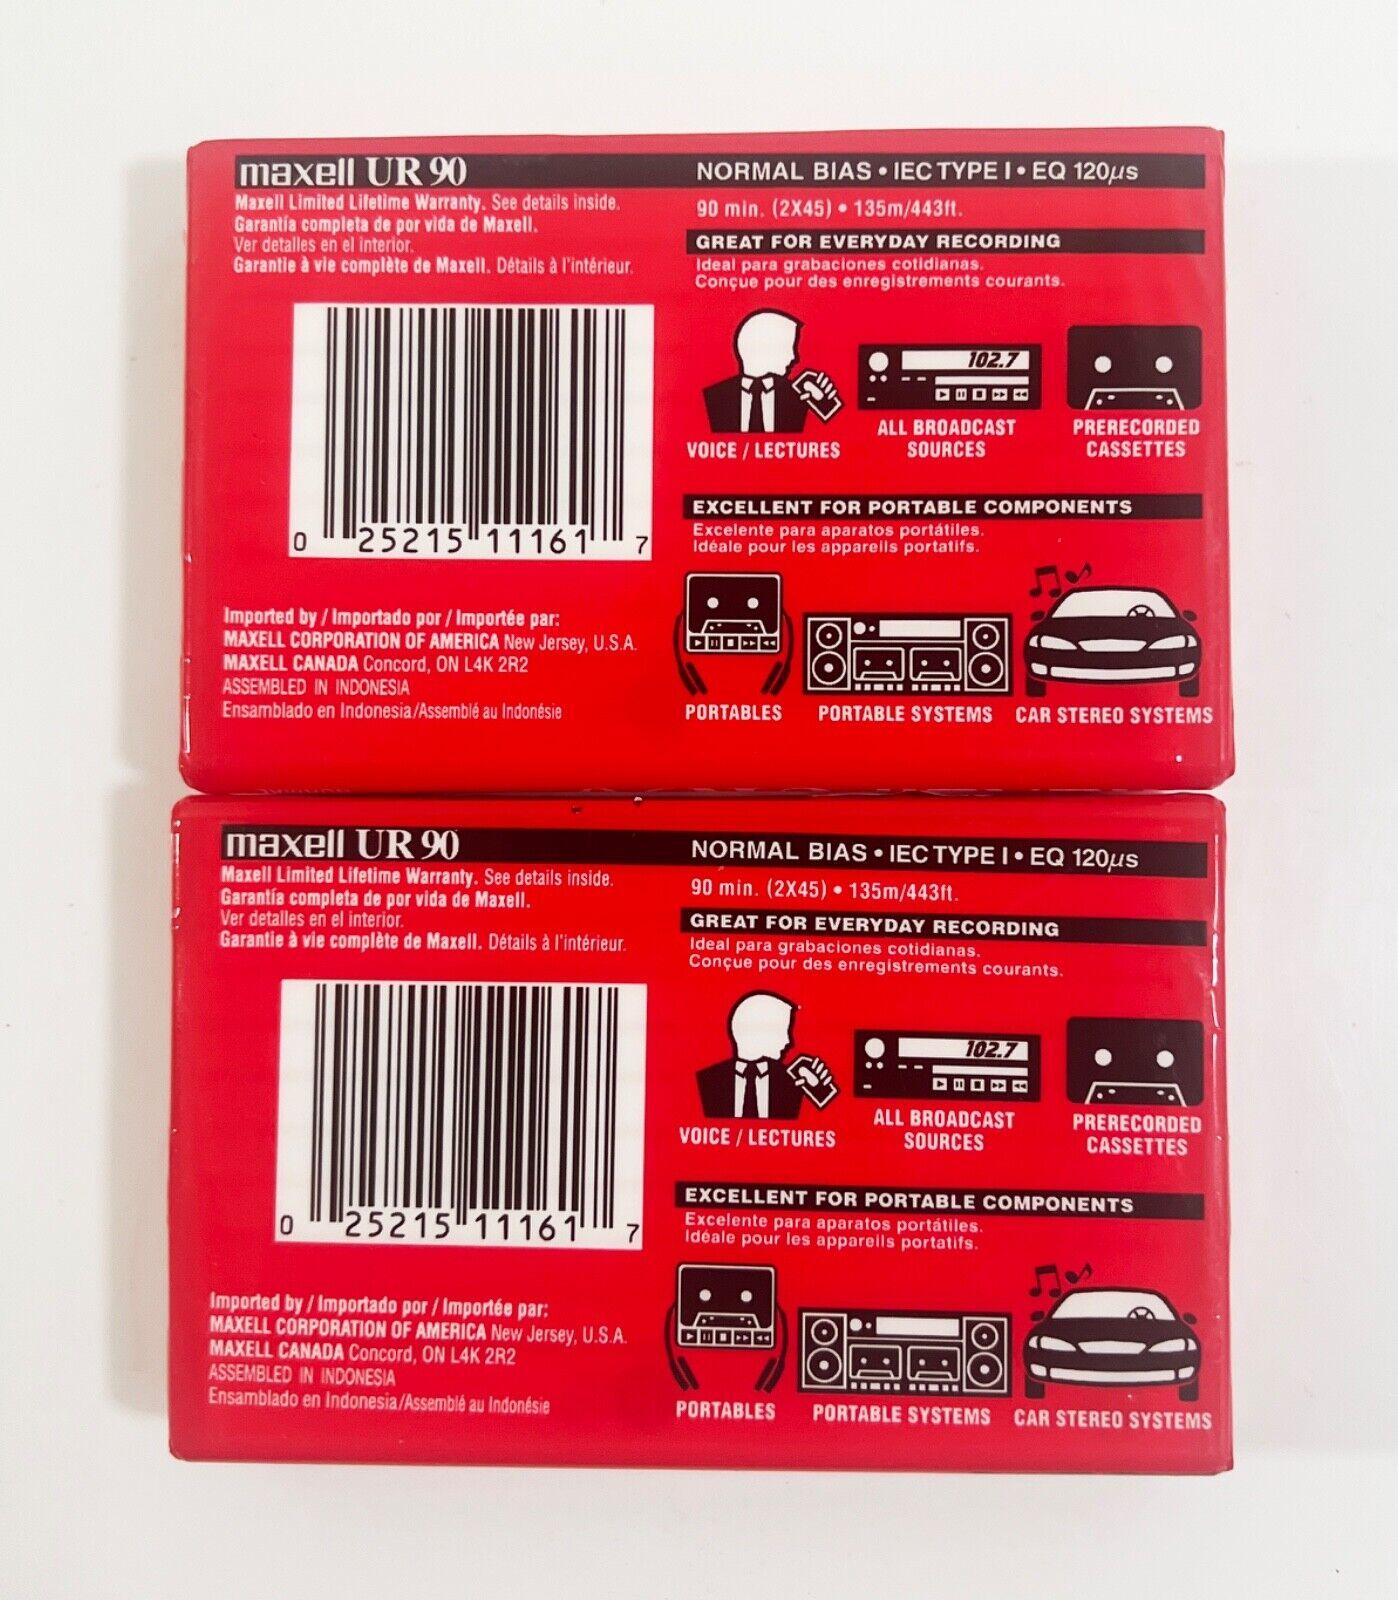 maxell UR 90
Maxell Limited Lifetime Warranty. See details inside.
Garantía completa de por vida de Maxell.
Ver detalles en el interior.
Garantie à vie complète de Maxell. Détails à l'intérieur.
0 25215 11161 7
Imported by / Importado por / Importée par:
MAXELL CORPORATION OF AMERICA New Jersey, U.S.A.
MAXELL CANADA Concord, ON L4K 2R2
ASSEMBLED IN INDONESIA
Ensamblado en Indonesia/Assemblé au Indonésie
NORMAL BIAS • IEC TYPE I • EQ 120µs
90 min. (2X45) • 135m/443ft.
GREAT FOR EVERYDAY RECORDING
Ideal para grabaciones cotidianas.
Conçue pour des enregistrements courants.
102.7
VOICE / LECTURES
ALL BROADCAST
SOURCES
PRERECORDED
CASSETTES
EXCELLENT FOR PORTABLE COMPONENTS
Excelente para aparatos portátiles.
Idéale pour les appareils portatifs.
PORTABLES
PORTABLE SYSTEMS
CAR STEREO SYSTEMS
maxell UR 90
Maxell Limited Lifetime Warranty. See details inside.
Garantía completa de por vida de Maxell.
Ver detalles en el interior.
Garantie à vie complète de Maxell. Détails à l'intérieur.
0 25215 11161 7
Imported by / Importado por / Importée par:
MAXELL CORPORATION OF AMERICA New Jersey, U.S.A.
MAXELL CANADA Concord, ON L4K 2R2
ASSEMBLED IN INDONESIA
Ensamblado en Indonesia/Assemblé au Indonésie
NORMAL BIAS • IEC TYPE I • EQ 120µs
90 min. (2X45) • 135m/443ft.
GREAT FOR EVERYDAY RECORDING
Ideal para grabaciones cotidianas.
Conçue pour des enregistrements courants.
102.7
VOICE / LECTURES
ALL BROADCAST
SOURCES
PRERECORDED
CASSETTES
EXCELLENT FOR PORTABLE COMPONENTS
Excelente para aparatos portátiles.
Idéale pour les appareils portatifs.
PORTABLES
PORTABLE SYSTEMS
CAR STEREO SYSTEMS